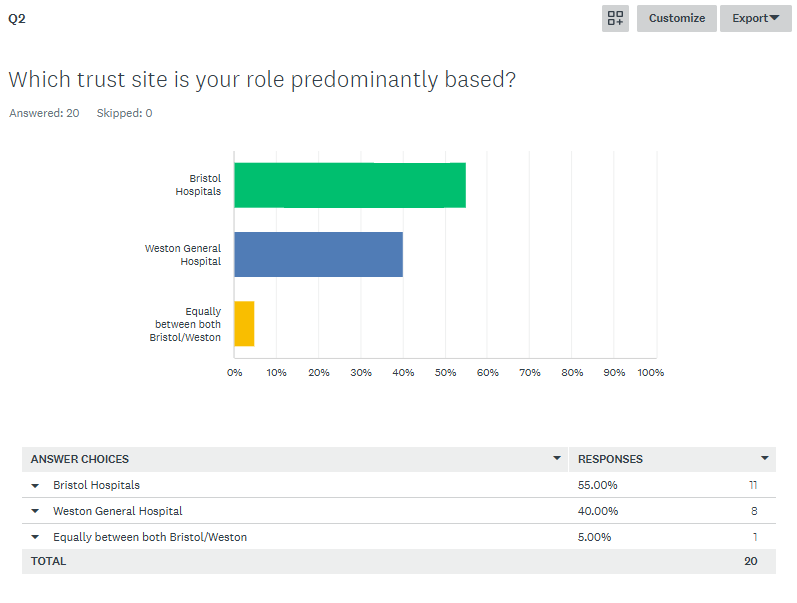 Q2
Customize
Export
Which trust site is your role predominantly based?
Answered: 20 Skipped: 0
Bristol
Hospitals
Weston General
Hospital
Equally
between both
Bristol/Weston
0% 10% 20% 30% 40% 50% 60% 70% 80% 90% 100%
ANSWER CHOICES RESPONSES
Bristol Hospitals 55.00% 11
Weston General Hospital 40.00% 8
Equally between both Bristol/Weston 5.00% 1
TOTAL 20